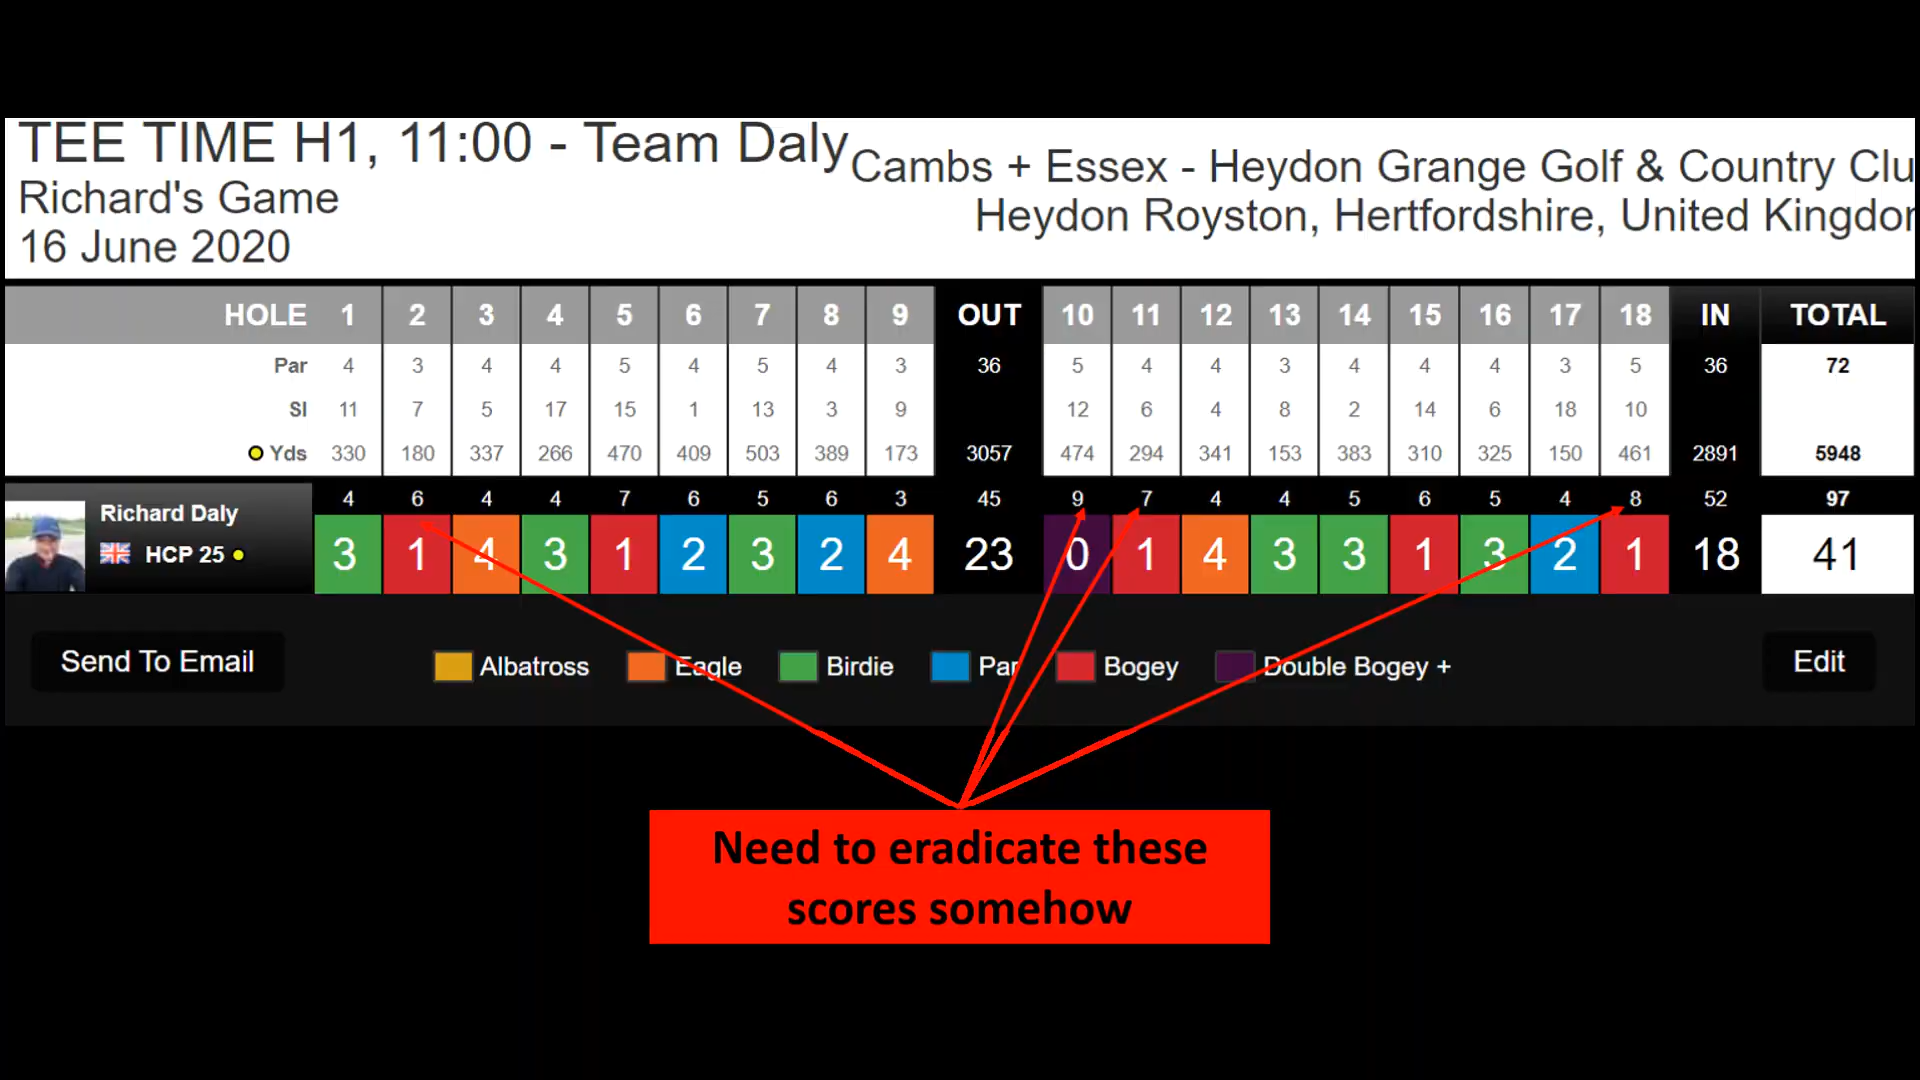 TEE TIME H1, 11:00 - Team Daly
Richard's Game
16 June 2020
Cambs + Essex - Heydon Grange Golf & Country Clu
Heydon Royston, Hertfordshire, United Kingdom
HOLE 1 2 3 4 5 6 7 8 9 OUT 10 11 12 13 14 15 16 17 18 IN TOTAL
Par 4 3 4 4 5 4 5 4 3 36 5 4 4 3 4 4 4 3 5 36 72
SI 11 7 5 17 15 1 13 3 9 12 6 4 8 2 14 6 18 10
Yds 330 180 337 266 470 409 503 389 173 3057 474 294 341 153 383 310 325 150 461 2891 5948
4 6 4 4 7 6 5 6 3 45 9 7 4 4 5 6 5 4 8 52 97
Richard Daly
HCP 25
3 1 4 3 1 2 3 2 4 23 0 1 4 3 3 1 3 2 1 18 41
Send To Email
Albatross Eagle Birdie Par Bogey Double Bogey +
Edit
Need to eradicate these
scores somehow